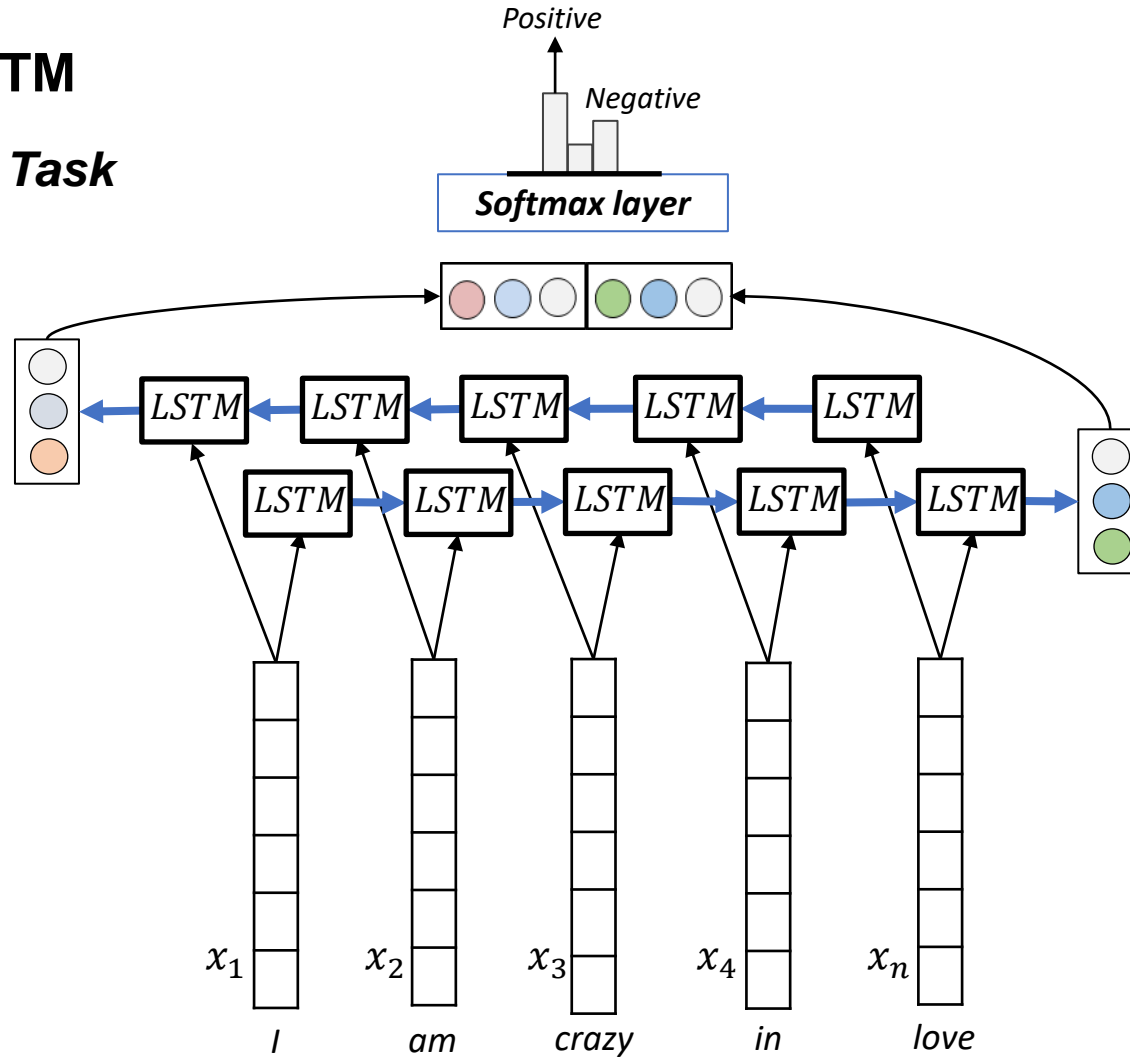 Positive
TM
Negative
Task
Softmax layer
LSTM LSTM LSTM LSTM LSTM
LSTM LSTM LSTM LSTM LSTM
x₁ x₂ x₃ x₄ xₙ
I am crazy in love